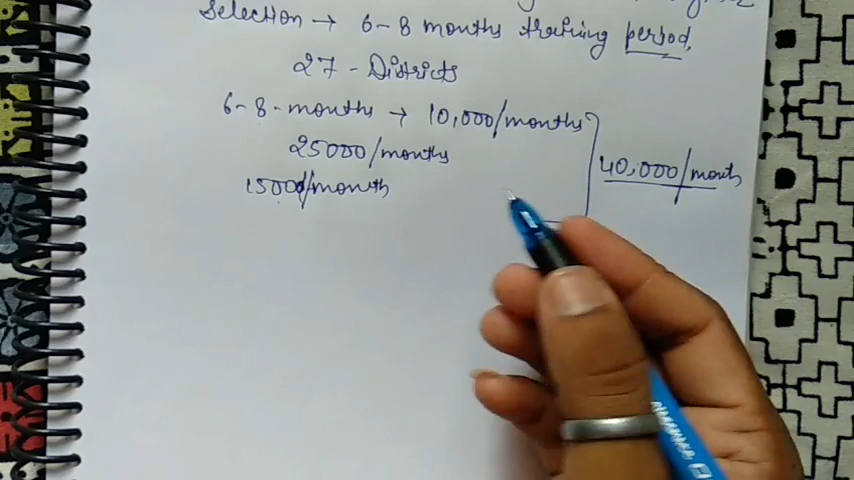 Selection → 6-8 months training period,
27 - Districts
6-8-months → 10,000/months
25000/months
40,000/month
15000/month